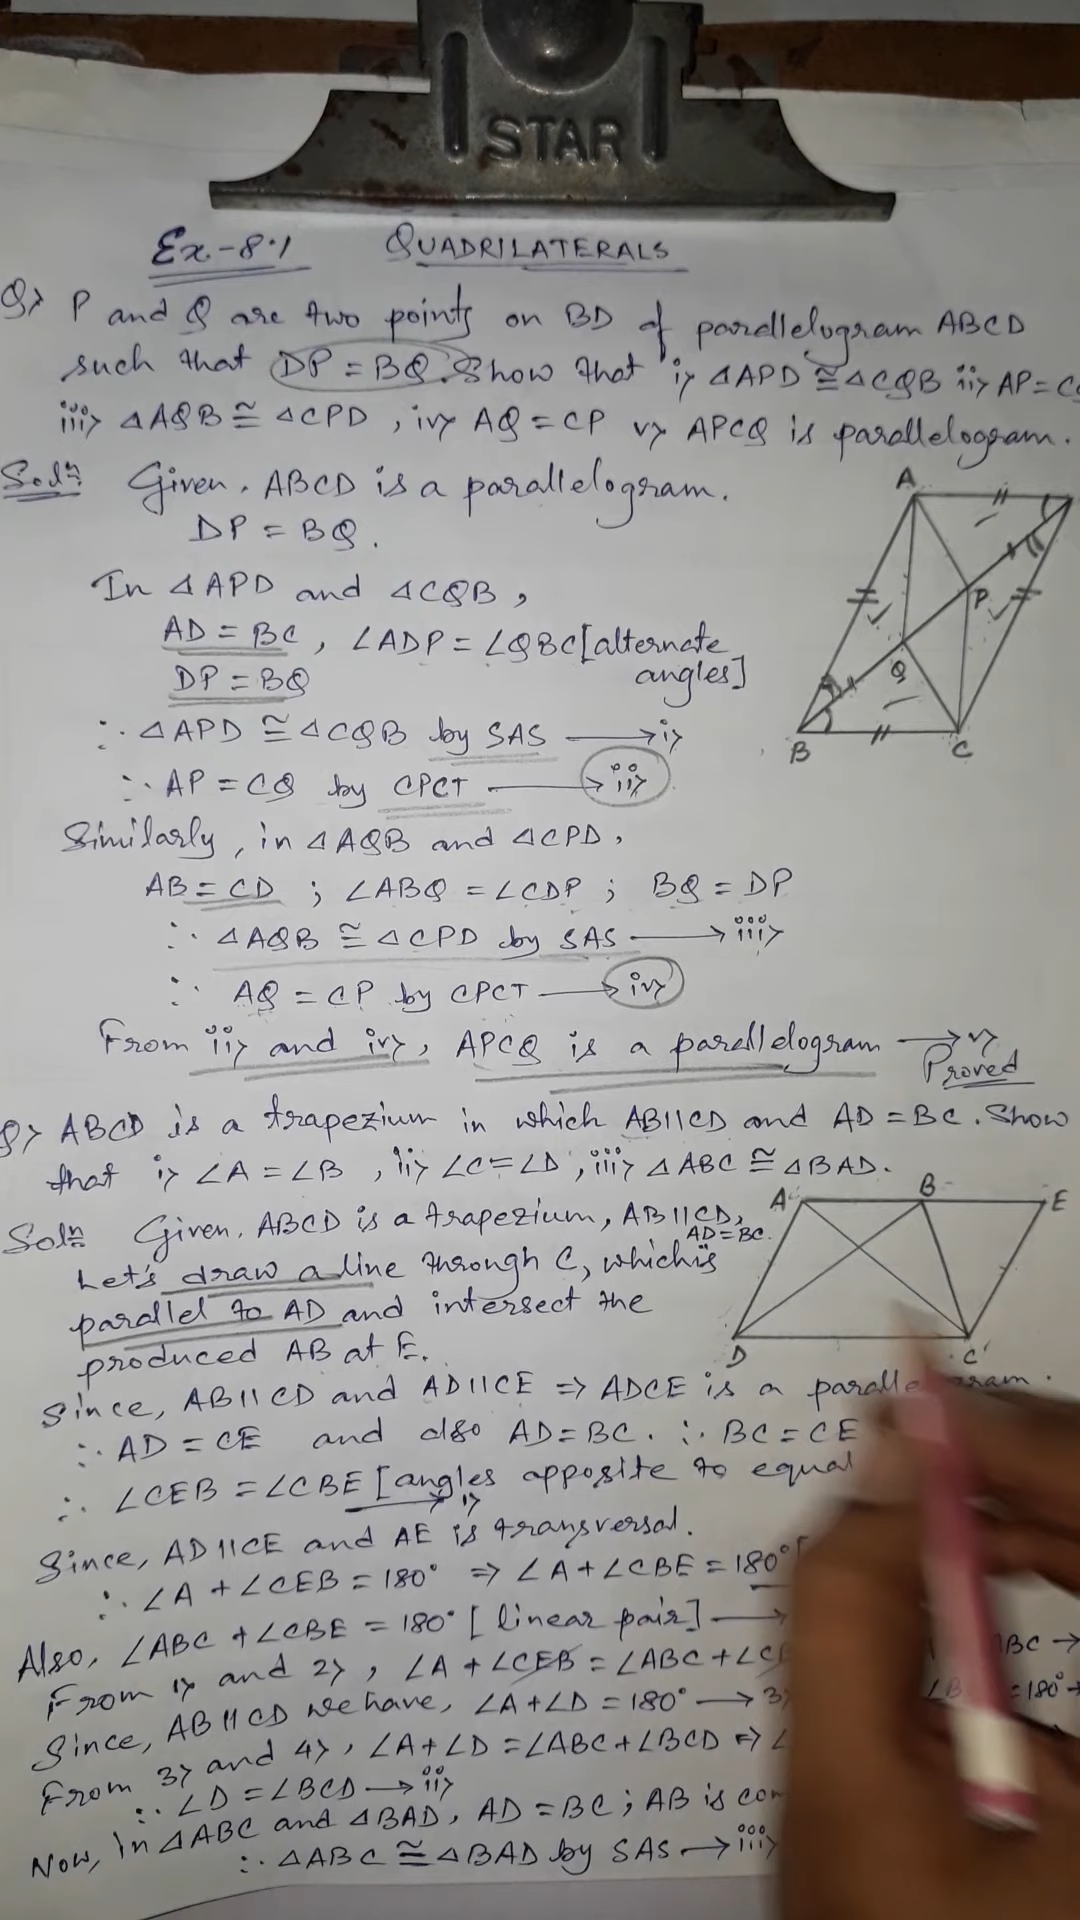 STAR
Ex-8.1 QUADRILATERALS
Q> P and Q are two points on BD of parallelogram ABCD
such that DP = BQ. Show that i> △APD ≅ △CQB ii> AP = C
iii> △AQB ≅ △CPD, iv> AQ = CP v> APCQ is parallelogram.
Soln: Given, ABCD is a parallelogram.
DP = BQ.
In △APD and △CQB,
AD = BC, ∠ADP = ∠QBC [alternate
angles]
DP = BQ
∴ △APD ≅ △CQB by SAS → i>
∴ AP = CQ by CPCT → ii>
Similarly, in △AQB and △CPD,
AB = CD ; ∠ABQ = ∠CDP ; BQ = DP
∴ △AQB ≅ △CPD by SAS → iii>
∴ AQ = CP by CPCT → iv>
From ii> and iv>, APCQ is a parallelogram → v>
Proved
A
P
Q
B
C
Q> ABCD is a trapezium in which AB||CD and AD = BC. Show
that i> ∠A = ∠B, ii> ∠C = ∠D, iii> △ABC ≅ △BAD.
Soln: Given, ABCD is a trapezium, AB||CD,
AD = BC.
Let's draw a line through C, which is
parallel to AD and intersect the
produced AB at E.
A B E
D C
Since, AB||CD and AD||CE ⇒ ADCE is a parallelogram.
∴ AD = CE and also AD = BC. ∴ BC = CE
∴ ∠CEB = ∠CBE [angles opposite to equal
→ 1>
Since, AD||CE and AE is transversal.
∴ ∠A + ∠CEB = 180° ⇒ ∠A + ∠CBE = 180° [
Also, ∠ABC + ∠CBE = 180° [linear pair] →
From 1> and 2>, ∠A + ∠CEB = ∠ABC + ∠C BC →
Since, AB||CD we have, ∠A + ∠D = 180° → 3> ∠B = 180° →
From 3> and 4>, ∠A + ∠D = ∠ABC + ∠BCD ⇒ ∠
∴ ∠D = ∠BCD → ii>
Now, in △ABC and △BAD, AD = BC ; AB is
∴ △ABC ≅ △BAD by SAS → iii>